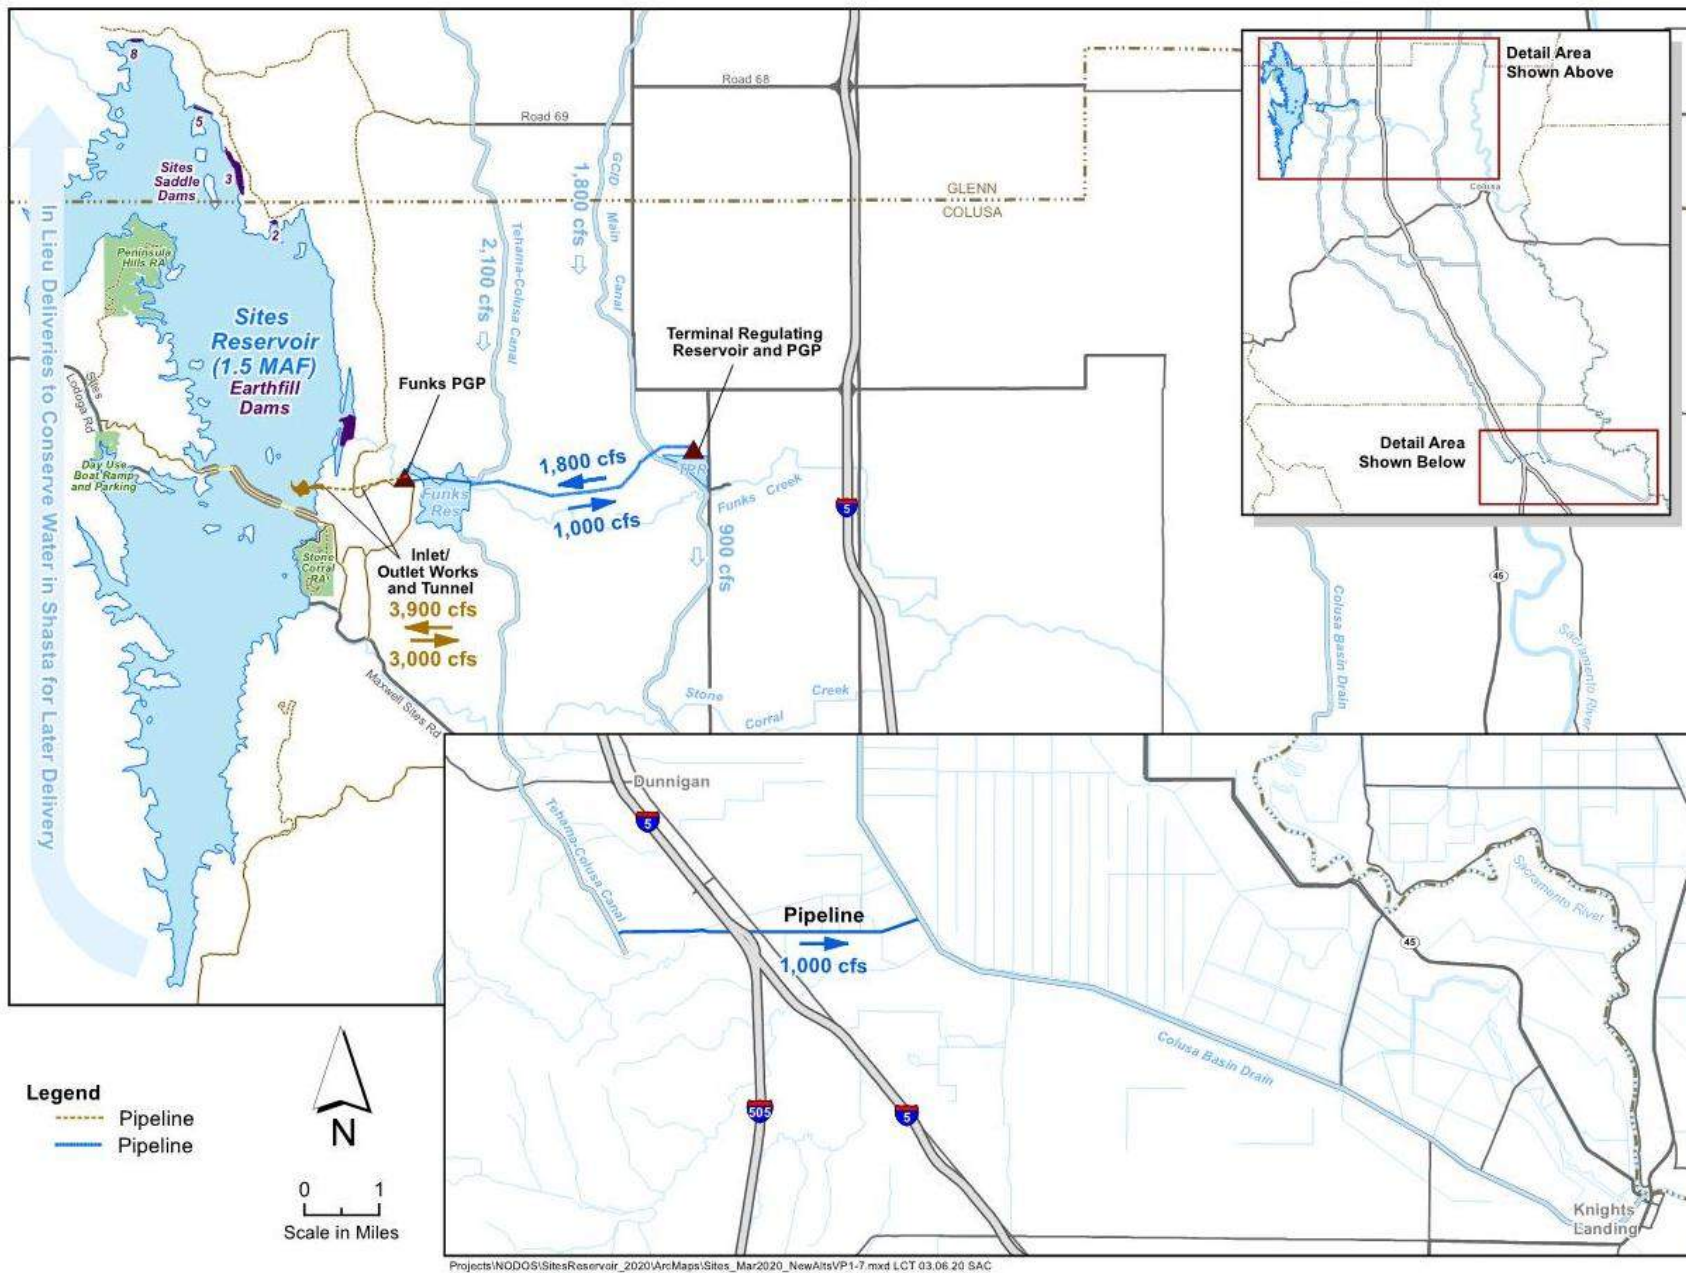 8
5
Sites
Saddle
Dams
3
2
Peninsula
Hills RA
Sites
Reservoir
(1.5 MAF)
Earthfill
Dams
In Lieu Deliveries to Conserve Water in Shasta for Later Delivery
Sites
Lodoga Rd
Day Use
Boat Ramp
and Parking
Stone
Corral
RA
Funks PGP
Funks
Res
Inlet/
Outlet Works
and Tunnel
3,900 cfs
3,000 cfs
Maxwell Sites Rd
Road 69
Road 68
GCID Main Canal
1,800 cfs
2,100 cfs
Tehama-Colusa Canal
GLENN
COLUSA
Terminal Regulating
Reservoir and PGP
TRR
1,800 cfs
1,000 cfs
Funks Creek
900 cfs
5
Stone
Corral
Creek
Detail Area
Shown Above
Colusa
Detail Area
Shown Below
45
Colusa Basin Drain
Sacramento River
Dunnigan
5
Tehama-Colusa Canal
Pipeline
1,000 cfs
505
5
Colusa Basin Drain
Sacramento River
45
Knights
Landing
Legend
Pipeline
Pipeline
N
0 1
Scale in Miles
Projects\NODOS\SitesReservoir_2020\ArcMaps\Sites_Mar2020_NewAltsVP1-7.mxd LCT 03.06.20 SAC